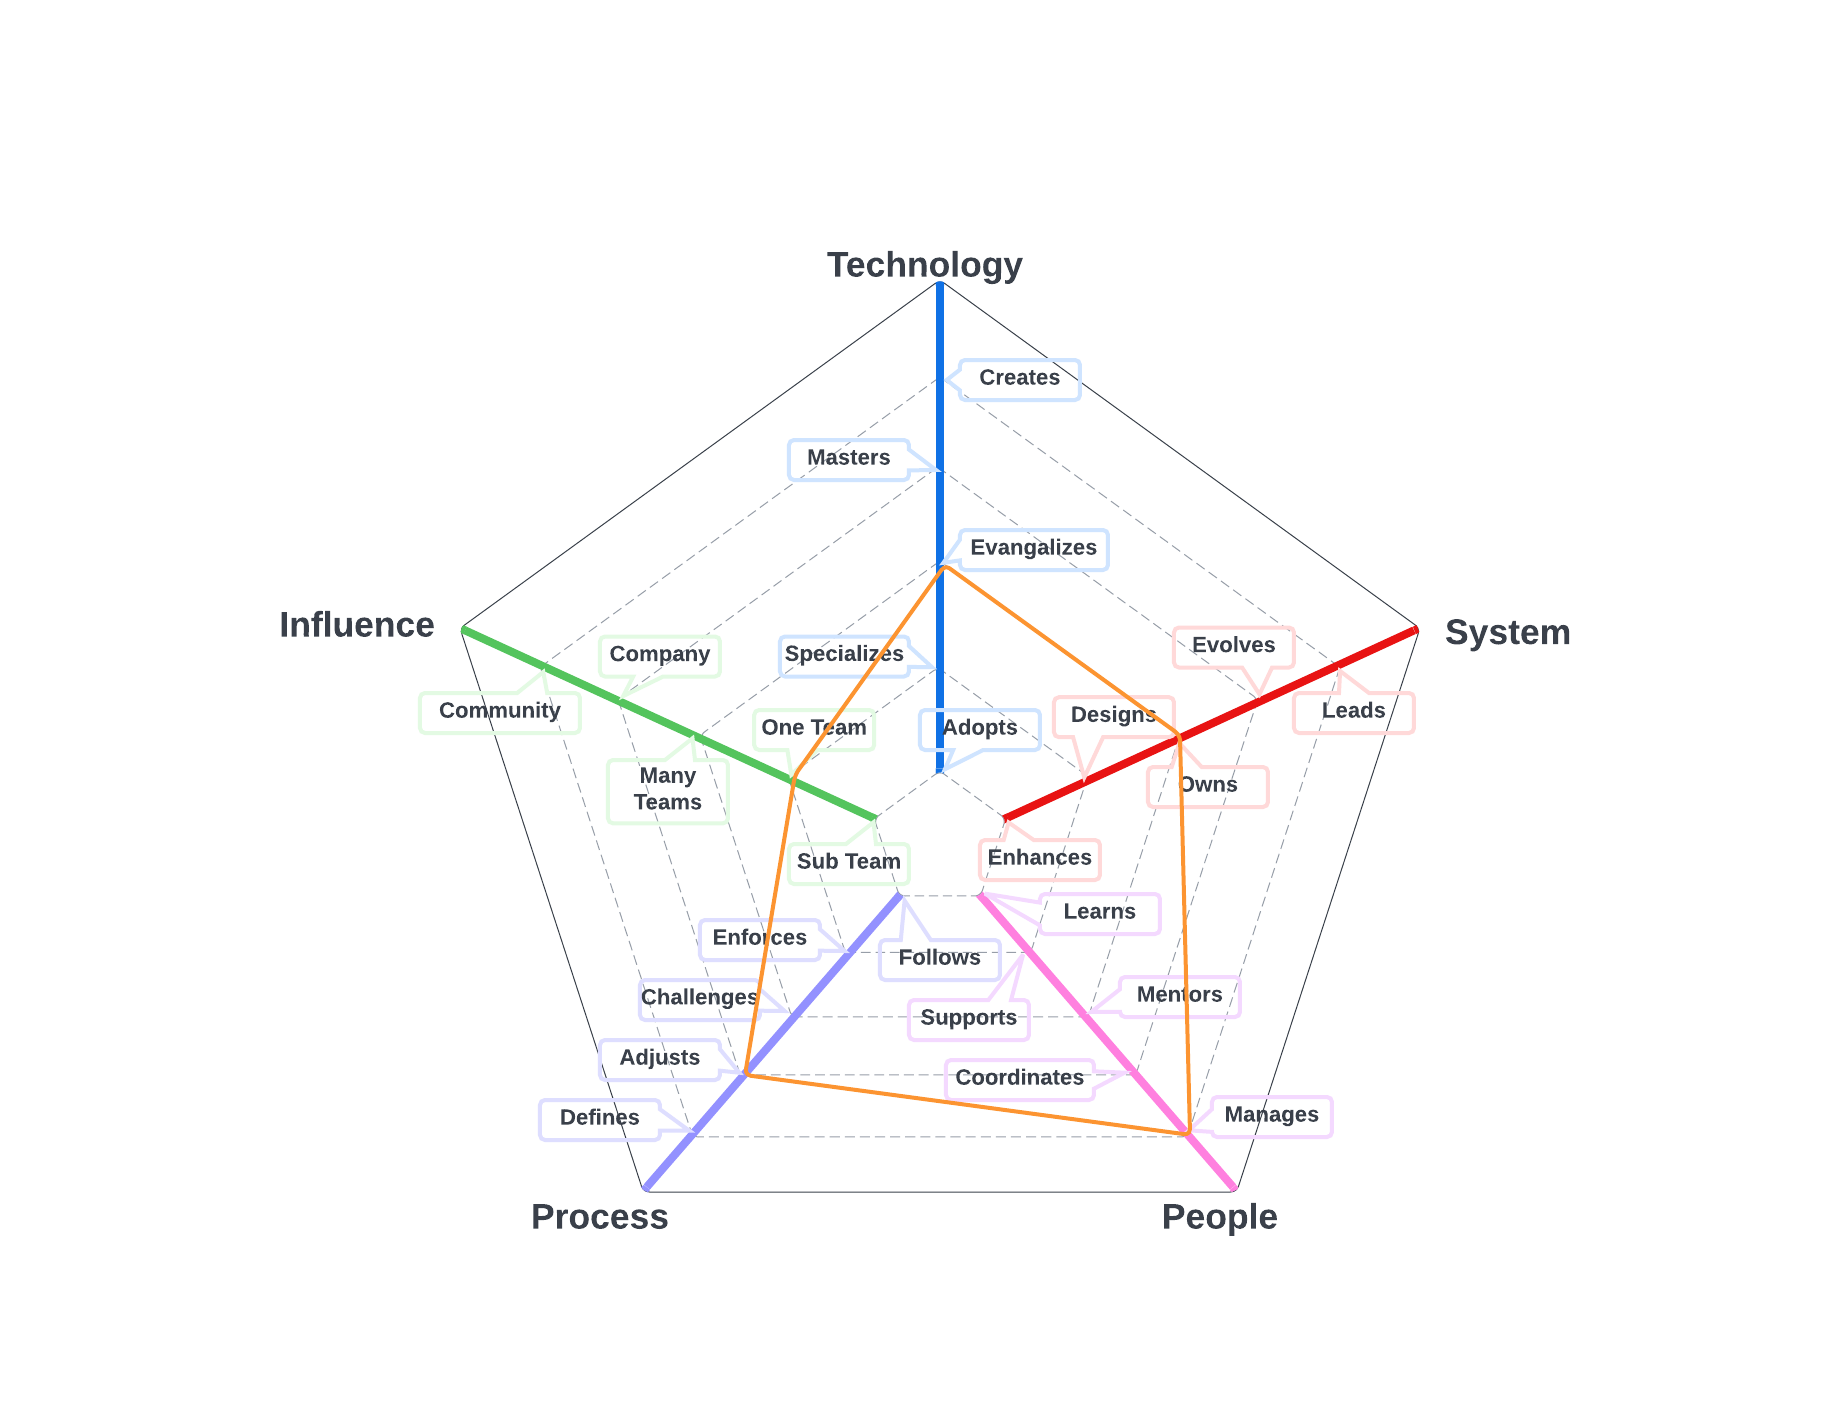 Technology
Creates
Masters
Evangalizes
Influence
System
Company
Specializes
Evolves
Community
One Team
Adopts
Designs
Leads
Many
Teams
Owns
Sub Team
Enhances
Learns
Enforces
Follows
Challenges
Supports
Mentors
Adjusts
Coordinates
Defines
Manages
Process
People